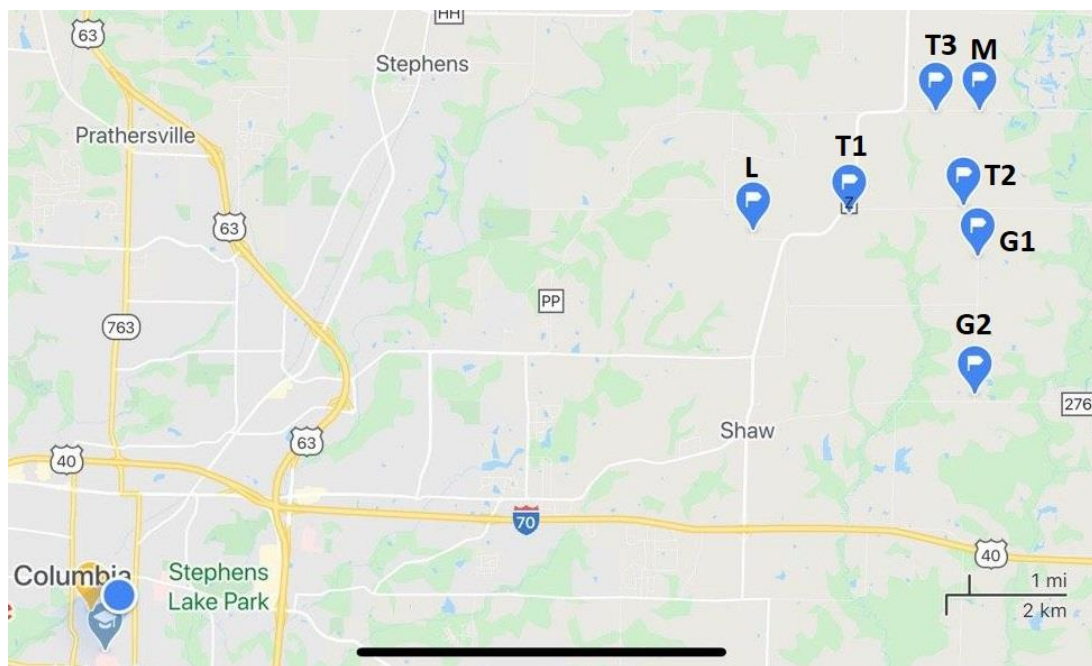 HH
63
T3
M
Stephens
Prathersville
T1
L
Z
T2
63
G1
PP
763
G2
276
Shaw
63
40
70
40
Columbia
Stephens
Lake Park
1 mi
2 km